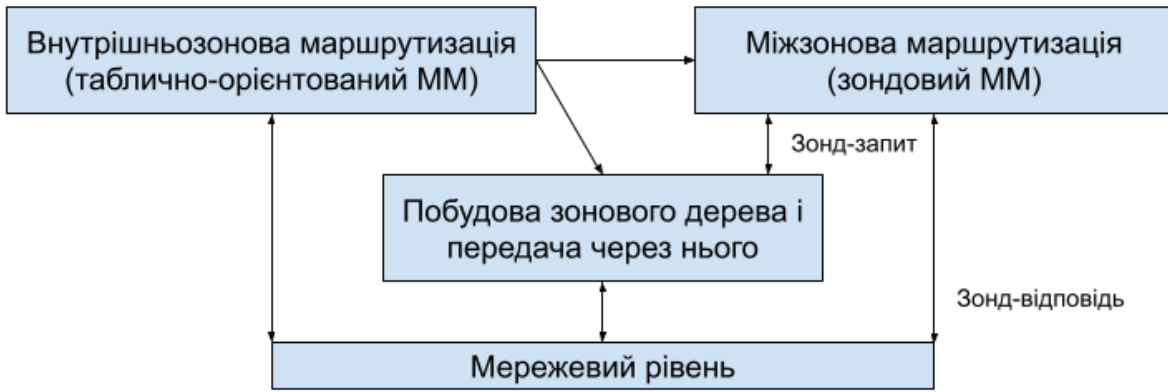 Внутрішньозонова маршрутизація
(таблично-орієнтований ММ)
Міжзонова маршрутизація
(зондовий ММ)
Зонд-запит
Побудова зонового дерева і
передача через нього
Зонд-відповідь
Мережевий рівень